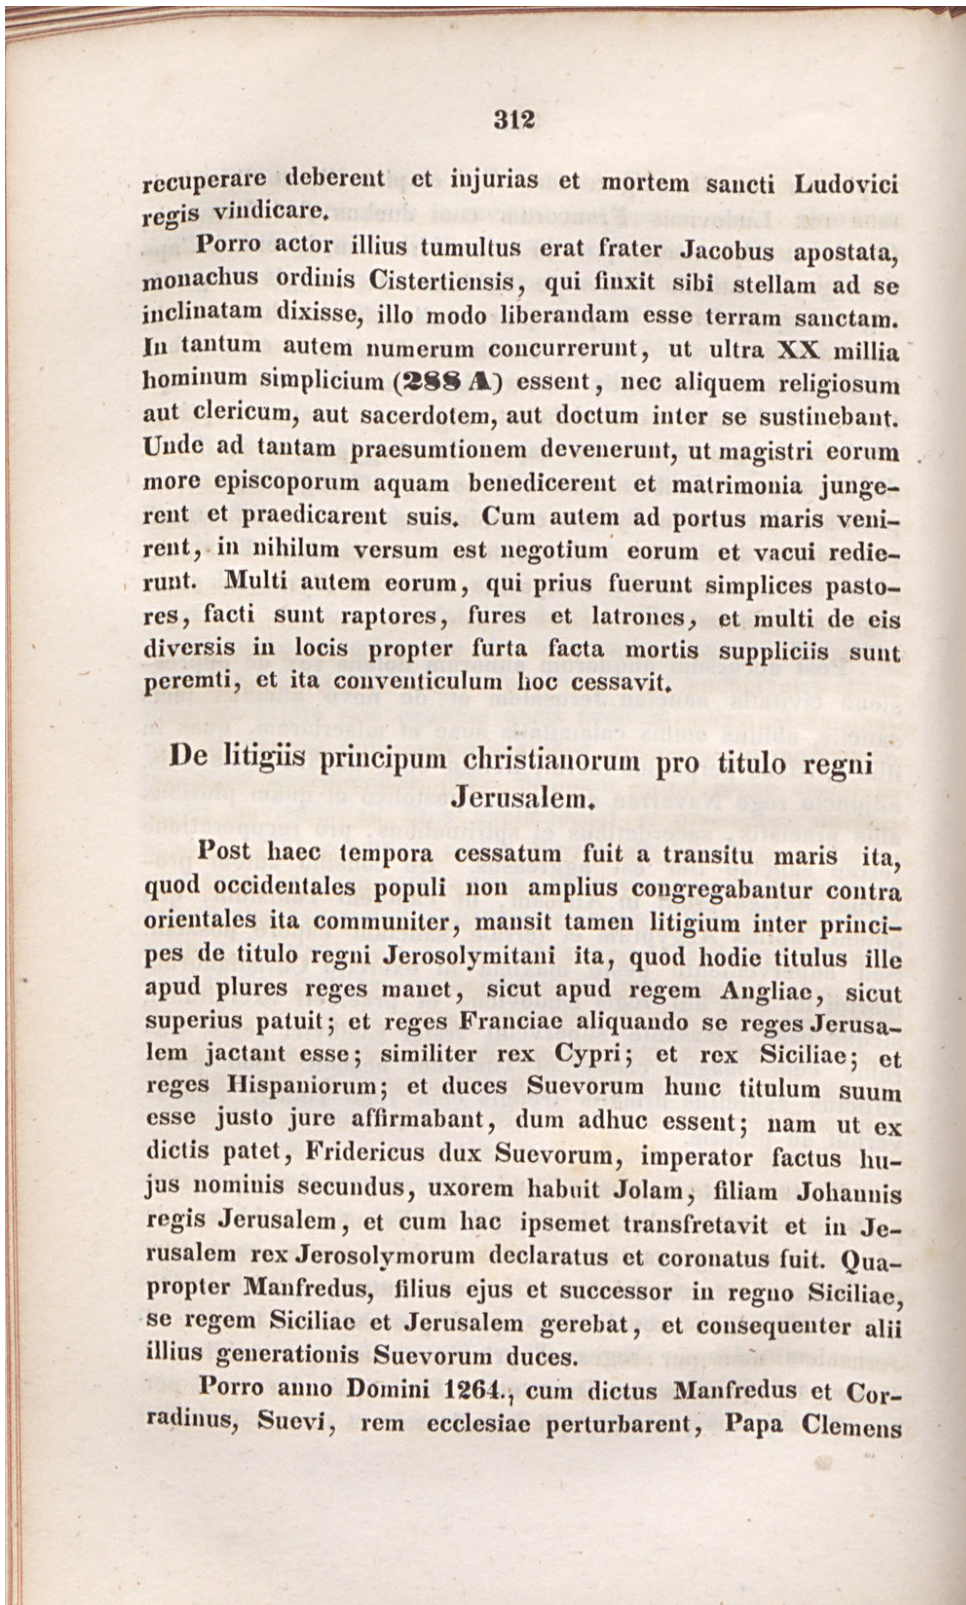 312
recuperare deberent et injurias et mortem sancti Ludovici
regis vindicare.
Porro actor illius tumultus erat frater Jacobus apostata,
monachus ordinis Cistertiensis, qui finxit sibi stellam ad se
inclinatam dixisse, illo modo liberandam esse terram sanctam.
In tantum autem numerum concurrerunt, ut ultra XX millia
hominum simplicium (288 A) essent, nec aliquem religiosum
aut clericum, aut sacerdotem, aut doctum inter se sustinebant.
Unde ad tantam praesumtionem devenerunt, ut magistri eorum
more episcoporum aquam benedicerent et matrimonia junge-
rent et praedicarent suis. Cum autem ad portus maris veni-
rent, in nihilum versum est negotium eorum et vacui redie-
runt. Multi autem eorum, qui prius fuerunt simplices pasto-
res, facti sunt raptores, fures et latrones, et multi de eis
diversis in locis propter furta facta mortis suppliciis sunt
peremti, et ita conventiculum hoc cessavit.
De litigiis principum christianorum pro titulo regni
Jerusalem.
Post haec tempora cessatum fuit a transitu maris ita,
quod occidentales populi non amplius congregabantur contra
orientales ita communiter, mansit tamen litigium inter princi-
pes de titulo regni Jerosolymitani ita, quod hodie titulus ille
apud plures reges manet, sicut apud regem Angliae, sicut
superius patuit; et reges Franciae aliquando se reges Jerusa-
lem jactant esse; similiter rex Cypri; et rex Siciliae; et
reges Hispaniorum; et duces Suevorum hunc titulum suum
esse justo jure affirmabant, dum adhuc essent; nam ut ex
dictis patet, Fridericus dux Suevorum, imperator factus hu-
jus nominis secundus, uxorem habuit Jolam, filiam Johannis
regis Jerusalem, et cum hac ipsemet transfretavit et in Je-
rusalem rex Jerosolymorum declaratus et coronatus fuit. Qua-
propter Manfredus, filius ejus et successor in regno Siciliae,
se regem Siciliae et Jerusalem gerebat, et consequenter alii
illius generationis Suevorum duces.
Porro anno Domini 1264., cum dictus Manfredus et Cor-
radinus, Suevi, rem ecclesiae perturbarent, Papa Clemens